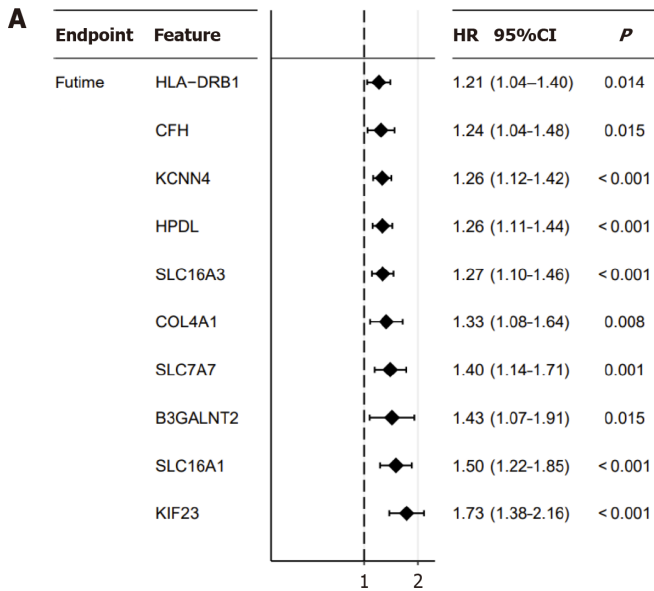 A
Endpoint Feature HR 95%CI P
Futime HLA−DRB1 1.21 (1.04–1.40) 0.014
CFH 1.24 (1.04-1.48) 0.015
KCNN4 1.26 (1.12-1.42) < 0.001
HPDL 1.26 (1.11-1.44) < 0.001
SLC16A3 1.27 (1.10-1.46) < 0.001
COL4A1 1.33 (1.08-1.64) 0.008
SLC7A7 1.40 (1.14-1.71) 0.001
B3GALNT2 1.43 (1.07-1.91) 0.015
SLC16A1 1.50 (1.22-1.85) < 0.001
KIF23 1.73 (1.38-2.16) < 0.001
1 2